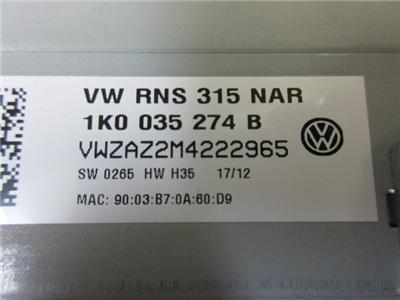 VW RNS 315 NAR
1K0 035 274 B
VWZAZ2M4222965
SW 0265 HW H35 17/12
MAC: 90:03:B7:0A:60:D9